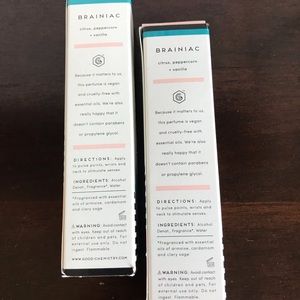 BRAINIAC
citrus, peppercorn
+ vanilla
Because it matters to us,
this perfume is vegan
and cruelty-free with
essential oils. We're also
really happy that it
doesn't contain parabens
or propylene glycol.
DIRECTIONS: Apply
to pulse points, wrists and
neck to stimulate senses.
INGREDIENTS: Alcohol
Denat., Fragrance*, Water
*Fragranced with essential
oils of ormone, cardamom
and clary sage
WARNING: Avoid contact
with eyes. Keep out of reach
of children and pets. For
external use only. Do not
ingest. Flammable.
WWW.GOODCHEMISTRY.COM
BRAINIAC
citrus, peppercorn
+ vanilla
Because it matters to us,
this perfume is vegan
and cruelty-free with
essential oils. We're also
really happy that it
doesn't contain parabens
or propylene glycol.
DIRECTIONS: Apply
to pulse points, wrists and
neck to stimulate senses.
INGREDIENTS: Alcohol
Denat., Fragrance*, Water
*Fragranced with essential
oils of ormone, cardamom
and clary sage
WARNING: Avoid contact
with eyes. Keep out of reach
of children and pets. For
external use only. Do not
ingest. Flammable.